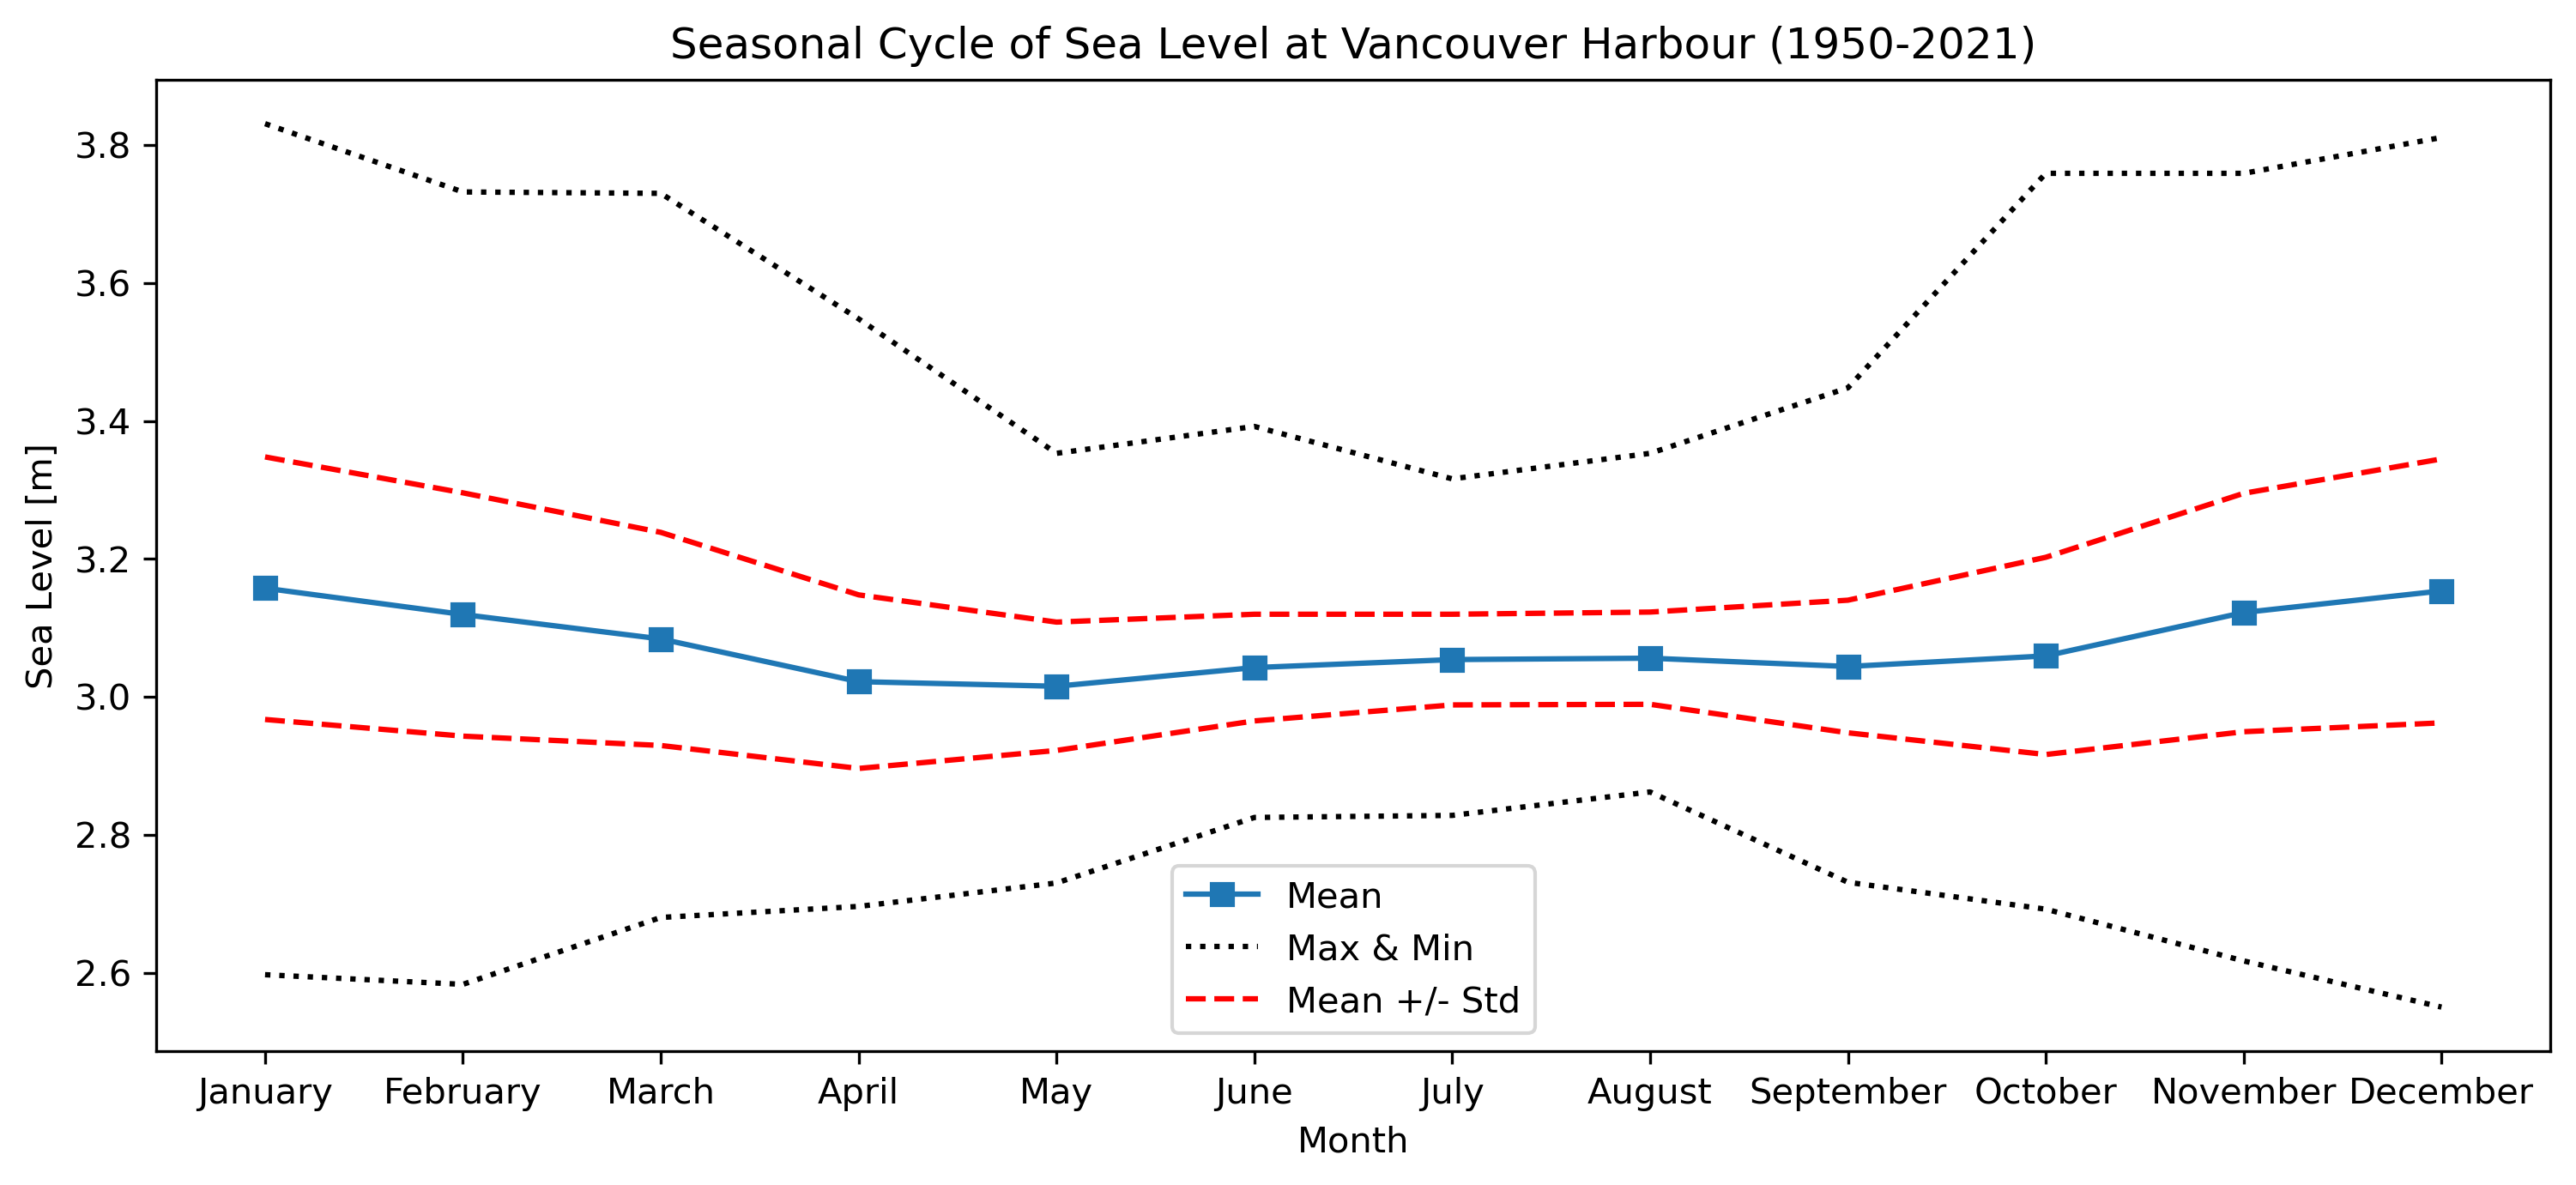 Seasonal Cycle of Sea Level at Vancouver Harbour (1950-2021)
3.8
3.6
3.4
3.2
3.0
2.8
2.6
Sea Level [m]
Mean
Max & Min
Mean +/- Std
January February March April May June July August September October November December
Month